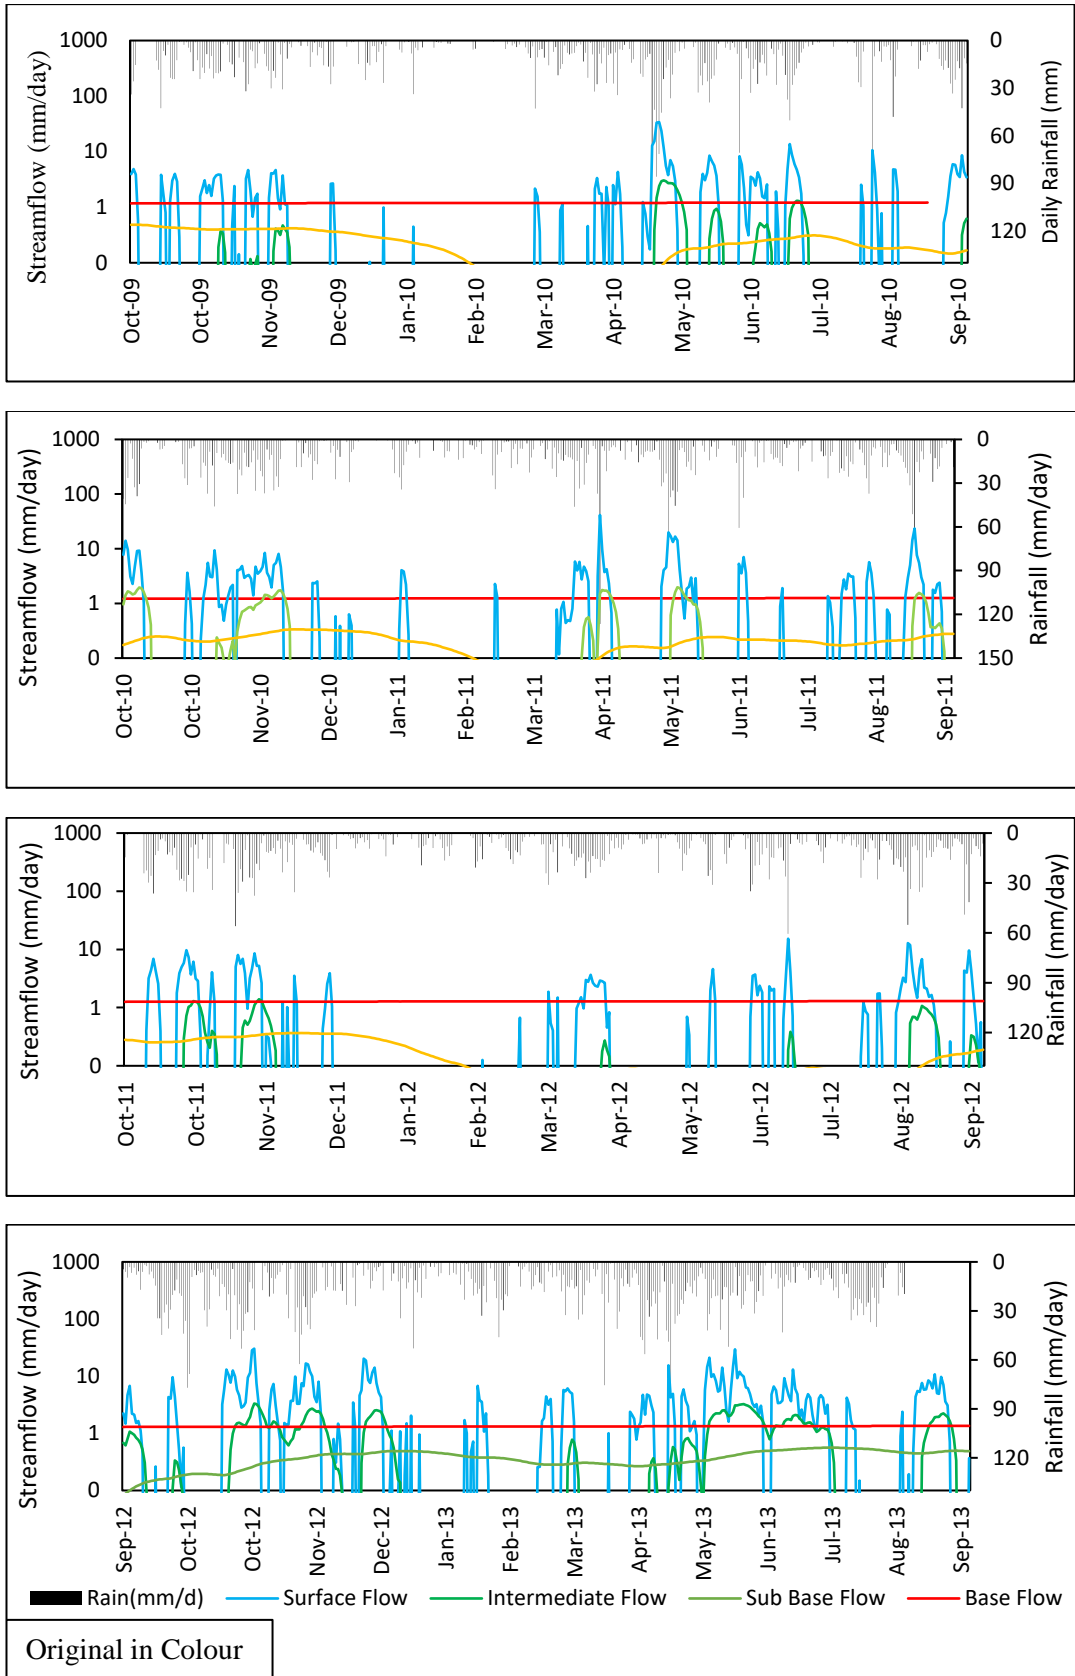 1000
100
10
1
0
Streamflow (mm/day)
0
30
60
90
120
Daily Rainfall (mm)
Oct-09
Oct-09
Nov-09
Dec-09
Jan-10
Feb-10
Mar-10
Apr-10
May-10
Jun-10
Jul-10
Aug-10
Sep-10
1000
100
10
1
0
Streamflow (mm/day)
0
30
60
90
120
150
Rainfall (mm/day)
Oct-10
Oct-10
Nov-10
Dec-10
Jan-11
Feb-11
Mar-11
Apr-11
May-11
Jun-11
Jul-11
Aug-11
Sep-11
1000
100
10
1
0
Streamflow (mm/day)
0
30
60
90
120
Rainfall (mm/day)
Oct-11
Oct-11
Nov-11
Dec-11
Jan-12
Feb-12
Mar-12
Apr-12
May-12
Jun-12
Jul-12
Aug-12
Sep-12
1000
100
10
1
0
Streamflow (mm/day)
0
30
60
90
120
Rainfall (mm/day)
Sep-12
Oct-12
Oct-12
Nov-12
Dec-12
Jan-13
Feb-13
Mar-13
Apr-13
May-13
Jun-13
Jul-13
Aug-13
Sep-13
Rain(mm/d) Surface Flow Intermediate Flow Sub Base Flow Base Flow
Original in Colour